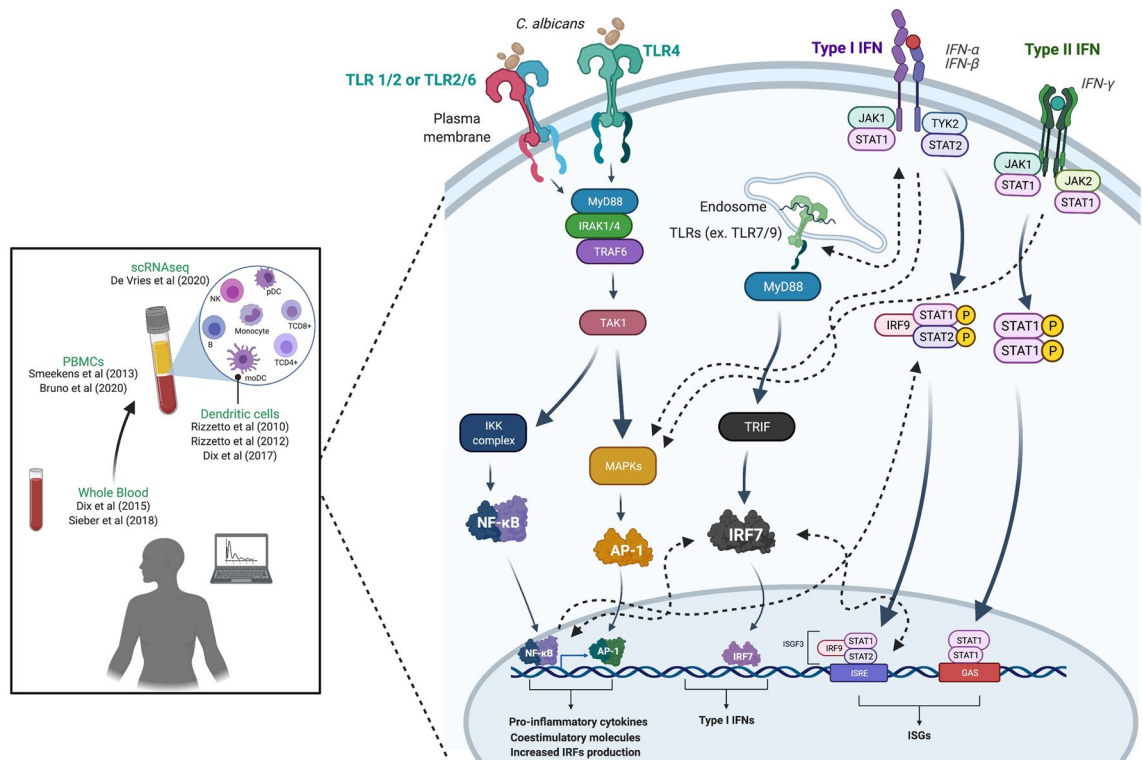 scRNAseq
De Vries et al (2020)
NK
pDC
Monocyte
TCD8+
B
TCD4+
moDC
PBMCs
Smeekens et al (2013)
Bruno et al (2020)
Dendritic cells
Rizzetto et al (2010)
Rizzetto et al (2012)
Dix et al (2017)
Whole Blood
Dix et al (2015)
Sieber et al (2018)
C. albicans
TLR 1/2 or TLR2/6
TLR4
Plasma
membrane
MyD88
IRAK1/4
TRAF6
TAK1
IKK
complex
MAPKs
NF-κB
AP-1
Endosome
TLRs (ex. TLR7/9)
MyD88
TRIF
IRF7
Type I IFN
IFN-α
IFN-β
JAK1
STAT1
TYK2
STAT2
Type II IFN
IFN-γ
JAK1
STAT1
JAK2
STAT1
IRF9
STAT1
P
STAT2
P
STAT1
P
STAT1
P
NF-κB
AP-1
IRF7
ISGF3
IRF9
STAT1
STAT2
ISRE
STAT1
STAT1
GAS
Pro-inflammatory cytokines
Coestimulatory molecules
Increased IRFs production
Type I IFNs
ISGs